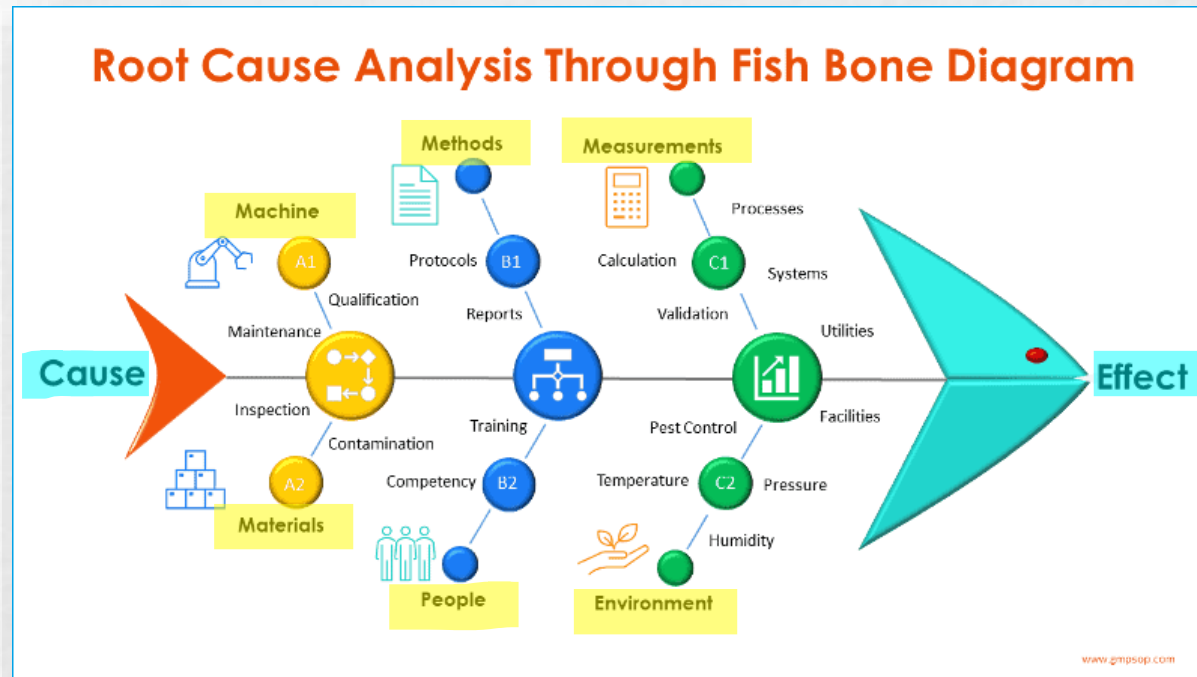 Root Cause Analysis Through Fish Bone Diagram
Methods
Measurements
Machine
Processes
A1
Protocols
B1
Calculation
C1
Systems
Qualification
Reports
Validation
Maintenance
Utilities
Cause
Effect
Inspection
Contamination
Training
Pest Control
Facilities
A2
Competency
B2
Temperature
C2
Pressure
Materials
Humidity
People
Environment
www.gmpsop.com